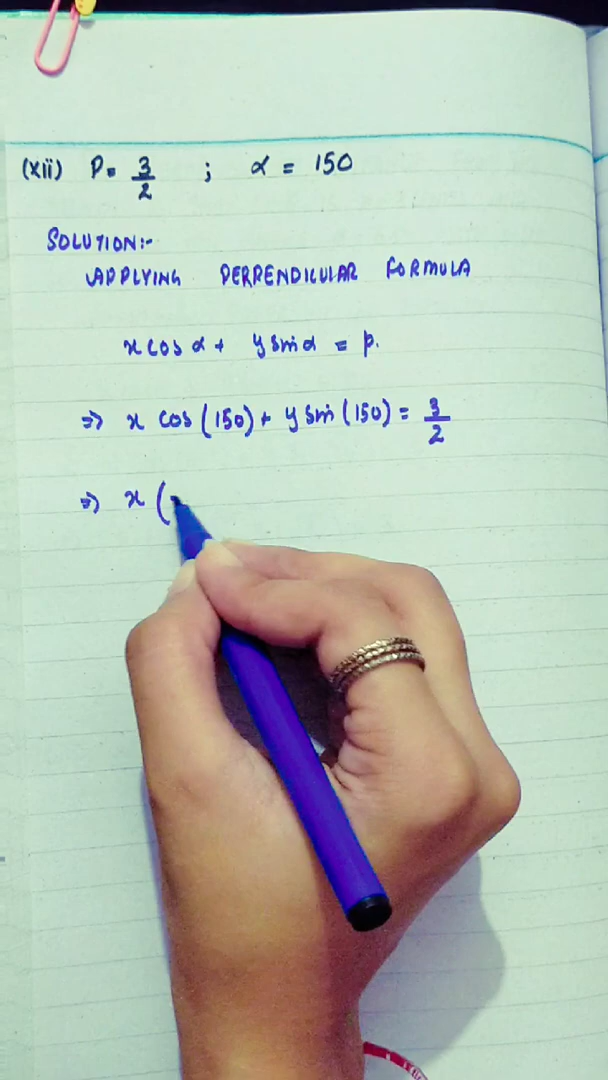 (xii) P = 3/2 ; α = 150
SOLUTION:-
APPLYING PERPENDICULAR FORMULA
x cos α + y sin α = p.
=> x cos (150) + y sin (150) = 3/2
=> x (